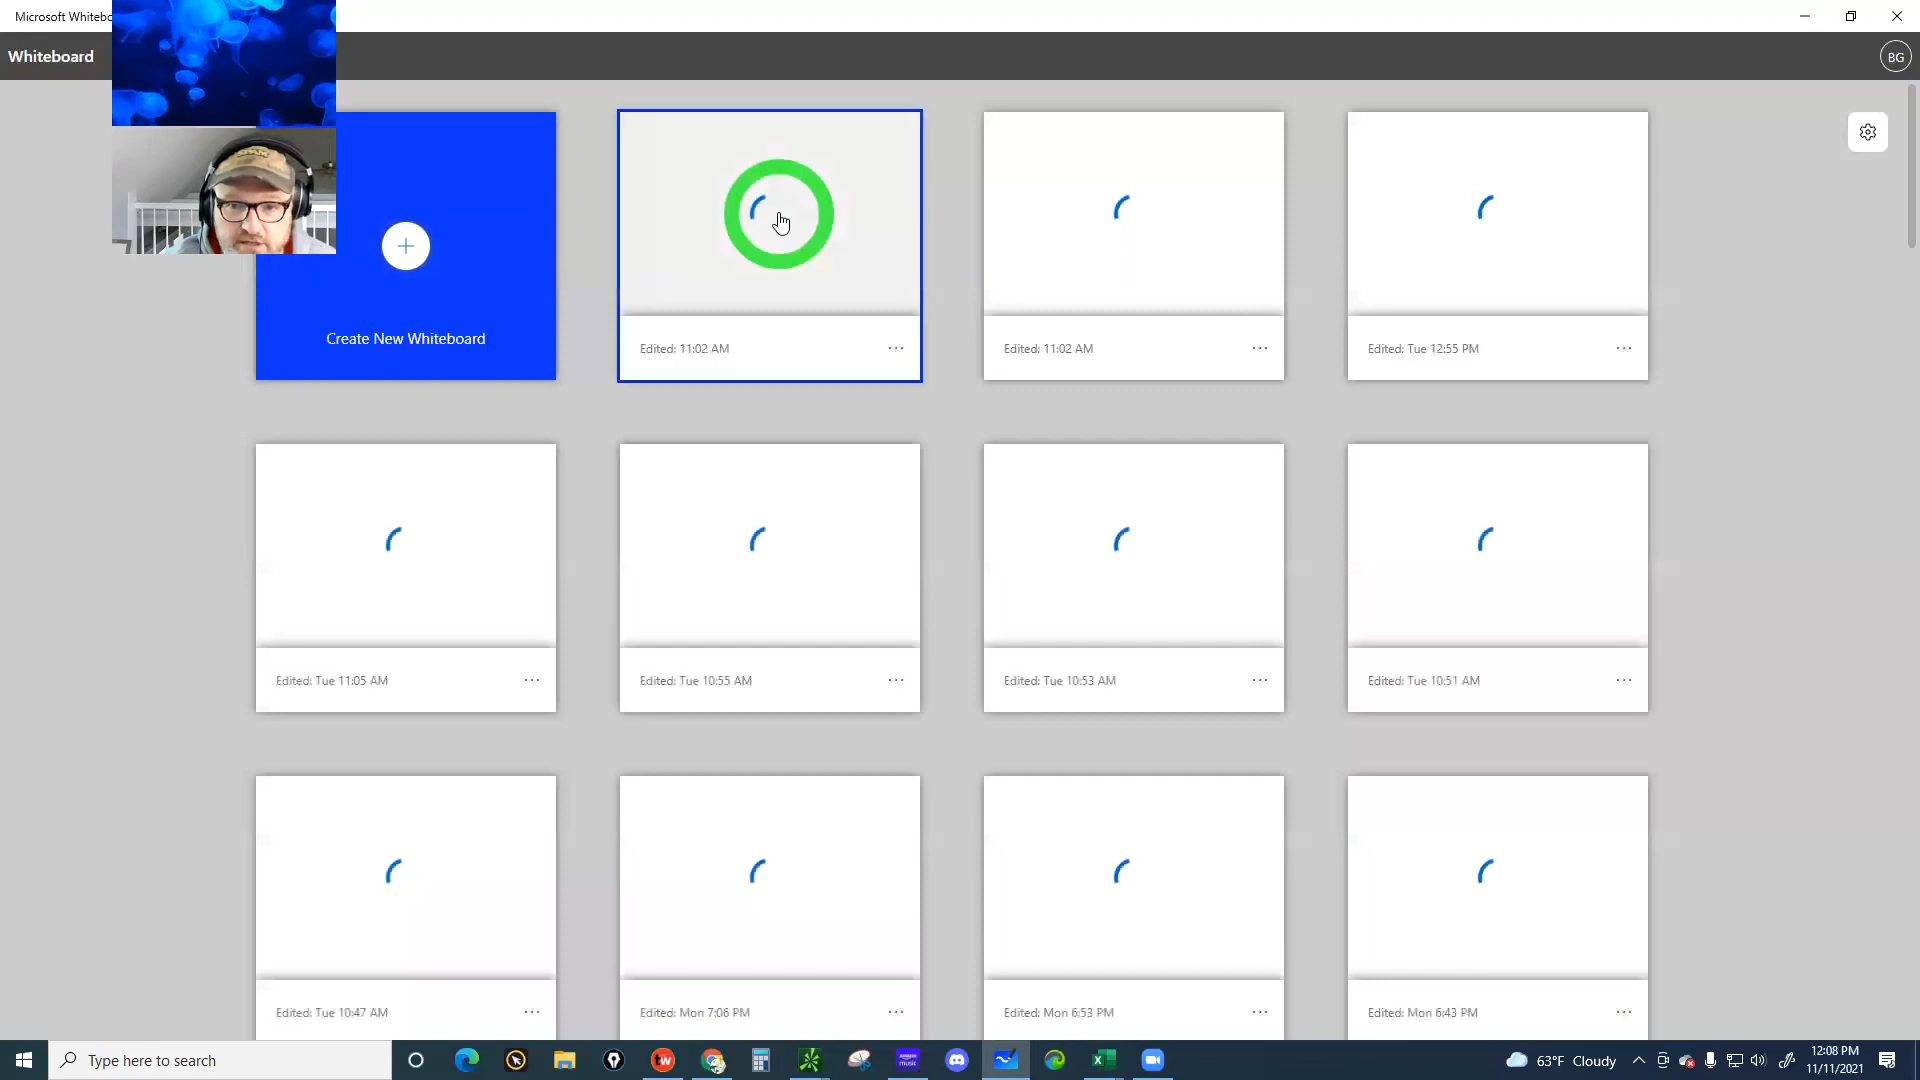 Microsoft Whitebo
Whiteboard
BG
Create New Whiteboard
Edited: 11:02 AM
Edited: 11:02 AM
Edited: Tue 12:55 PM
Edited: Tue 11:05 AM
Edited: Tue 10:55 AM
Edited: Tue 10:53 AM
Edited: Tue 10:51 AM
Edited: Tue 10:47 AM
Edited: Mon 7:06 PM
Edited: Mon 6:53 PM
Edited: Mon 6:43 PM
Type here to search
63°F Cloudy
12:08 PM
11/11/2021